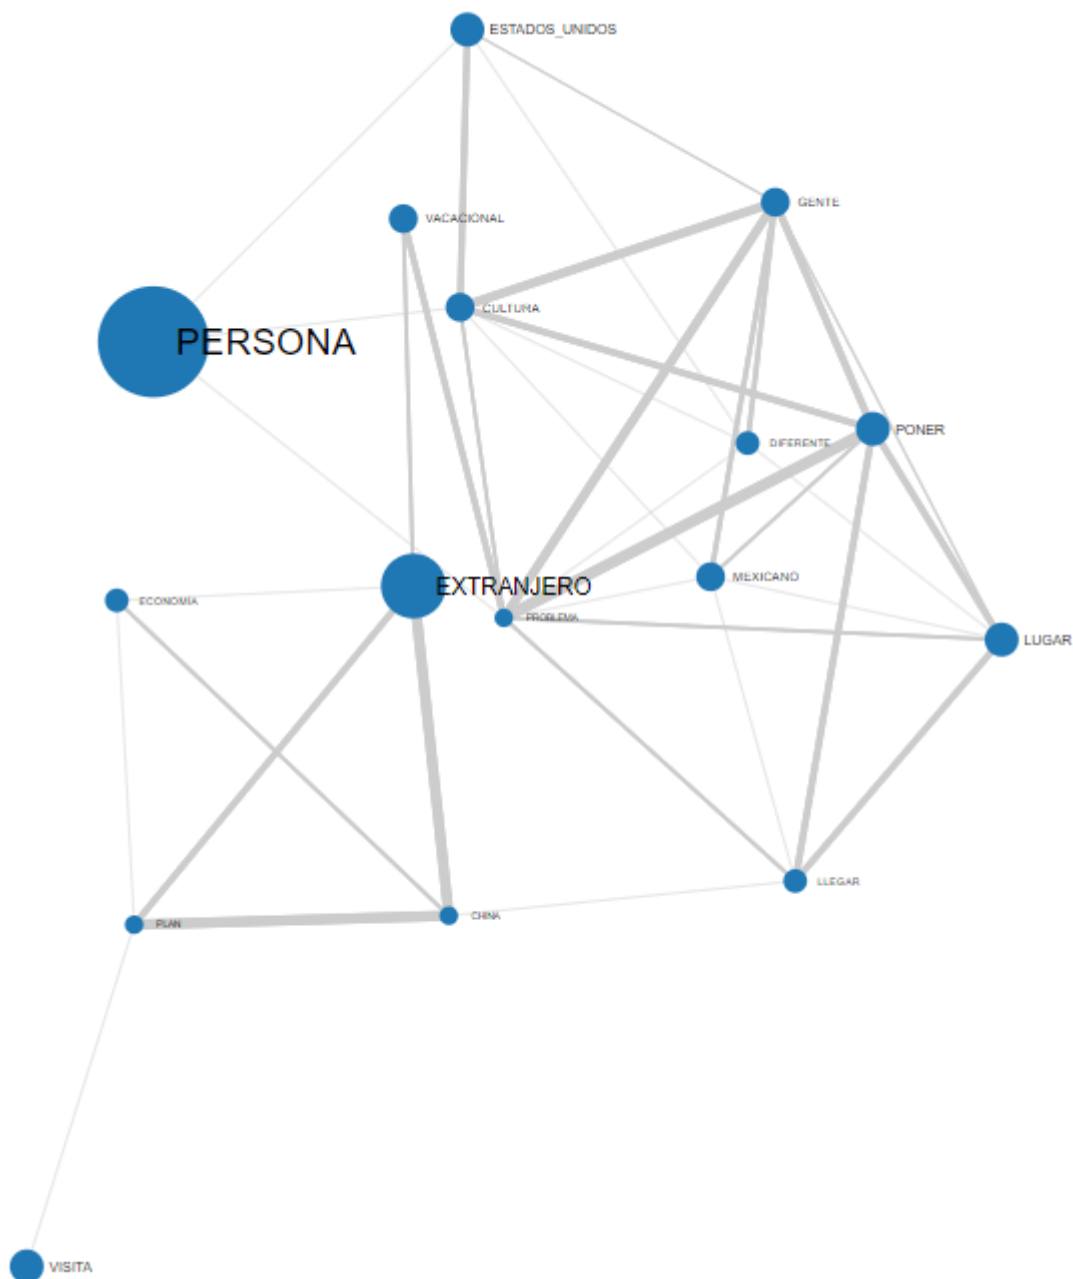 ESTADOS_UNIDOS
GENTE
VACACIONAL
CULTURA
PERSONA
PONER
DIFERENTE
MEXICANO
EXTRANJERO
ECONOMÍA
PROBLEMA
LUGAR
LLEGAR
CHINA
PLAN
VISITA